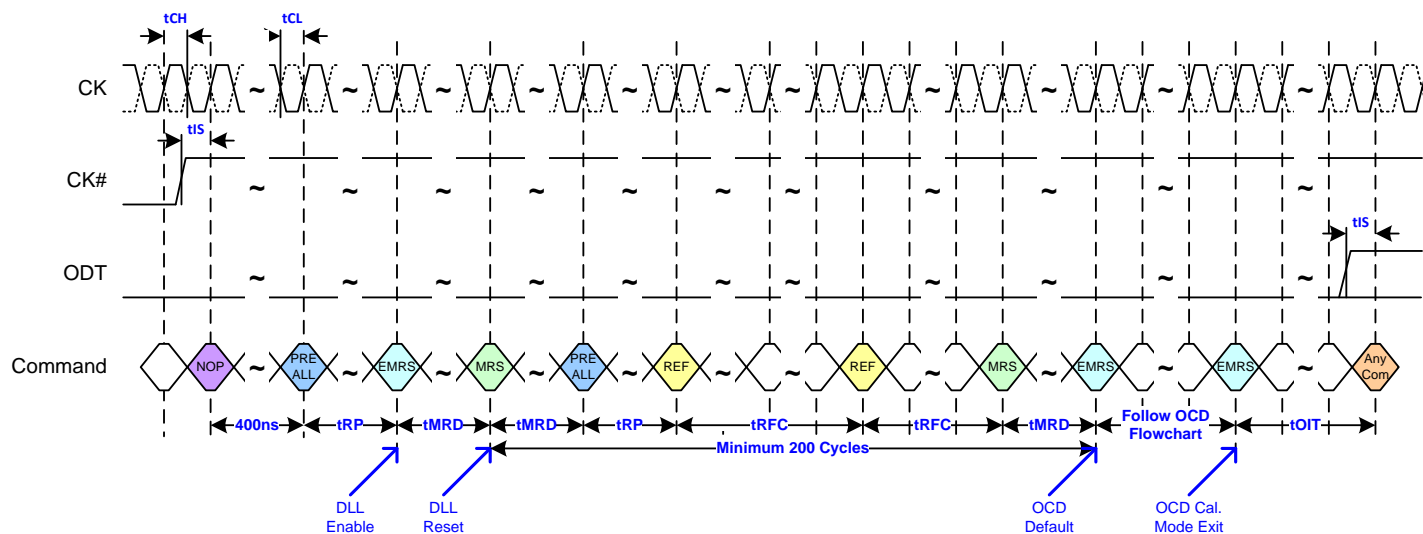 tCH
tCL
CK
~ ~ ~ ~ ~ ~ ~ ~ ~ ~ ~
tIS
CK#
~ ~ ~ ~ ~ ~ ~ ~ ~ ~ ~
tIS
ODT
~ ~ ~ ~ ~ ~ ~ ~ ~ ~ ~
Command
NOP
~
PRE
ALL
~
EMRS
~
MRS
~
PRE
ALL
~
REF
~
~
REF
~
MRS
~
EMRS
~
EMRS
~
Any
Com
400ns
tRP
tMRD
tMRD
tRP
tRFC
tRFC
tMRD
Follow OCD
Flowchart
tOIT
Minimum 200 Cycles
DLL
Enable
DLL
Reset
OCD
Default
OCD Cal.
Mode Exit